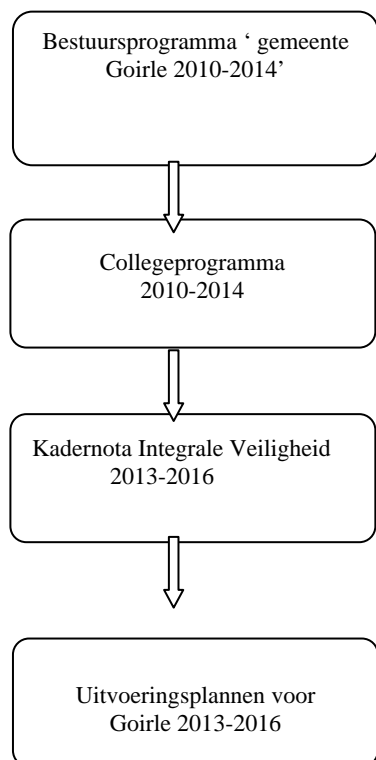 Bestuursprogramma ‘ gemeente
Goirle 2010-2014’
Collegeprogramma
2010-2014
Kadernota Integrale Veiligheid
2013-2016
Uitvoeringsplannen voor
Goirle 2013-2016